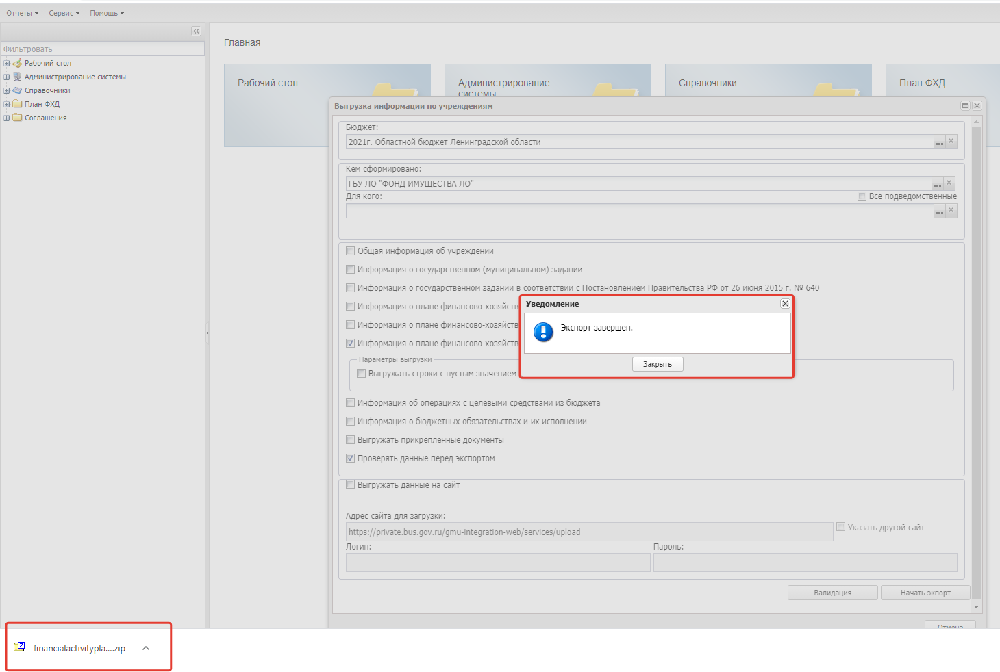 Отчеты Сервис Помощь
Фильтровать
Рабочий стол
Администрирование системы
Справочники
План ФХД
Соглашения
Главная
Рабочий стол
Администрирование
системы
Справочники
План ФХД
Выгрузка информации по учреждениям
Бюджет:
2021г. Областной бюджет Ленинградской области
Кем сформировано:
ГБУ ЛО "ФОНД ИМУЩЕСТВА ЛО"
Для кого: Все подведомственные
Общая информация об учреждении
Информация о государственном (муниципальном) задании
Информация о государственном задании в соответствии с Постановлением Правительства РФ от 26 июня 2015 г. № 640
Информация о плане финансово-хозяйств
Информация о плане финансово-хозяйств
Информация о плане финансово-хозяйств
Уведомление
Экспорт завершен.
Закрыть
Параметры выгрузки
Выгружать строки с пустым значением
Информация об операциях с целевыми средствами из бюджета
Информация о бюджетных обязательствах и их исполнении
Выгружать прикрепленные документы
Проверять данные перед экспортом
Выгружать данные на сайт
Адрес сайта для загрузки:
https://private.bus.gov.ru/gmu-integration-web/services/upload Указать другой сайт
Логин: Пароль:
Валидация Начать экпорт
Отмена
financialactivitypla....zip